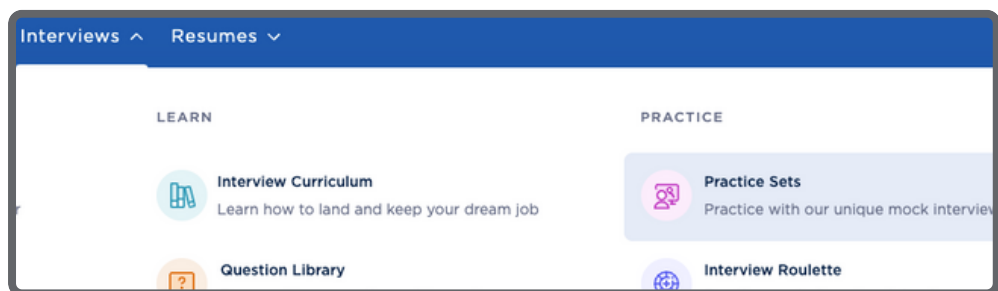 Interviews Resumes
LEARN
Interview Curriculum
Learn how to land and keep your dream job
Question Library
PRACTICE
Practice Sets
Practice with our unique mock
Interview Roulette